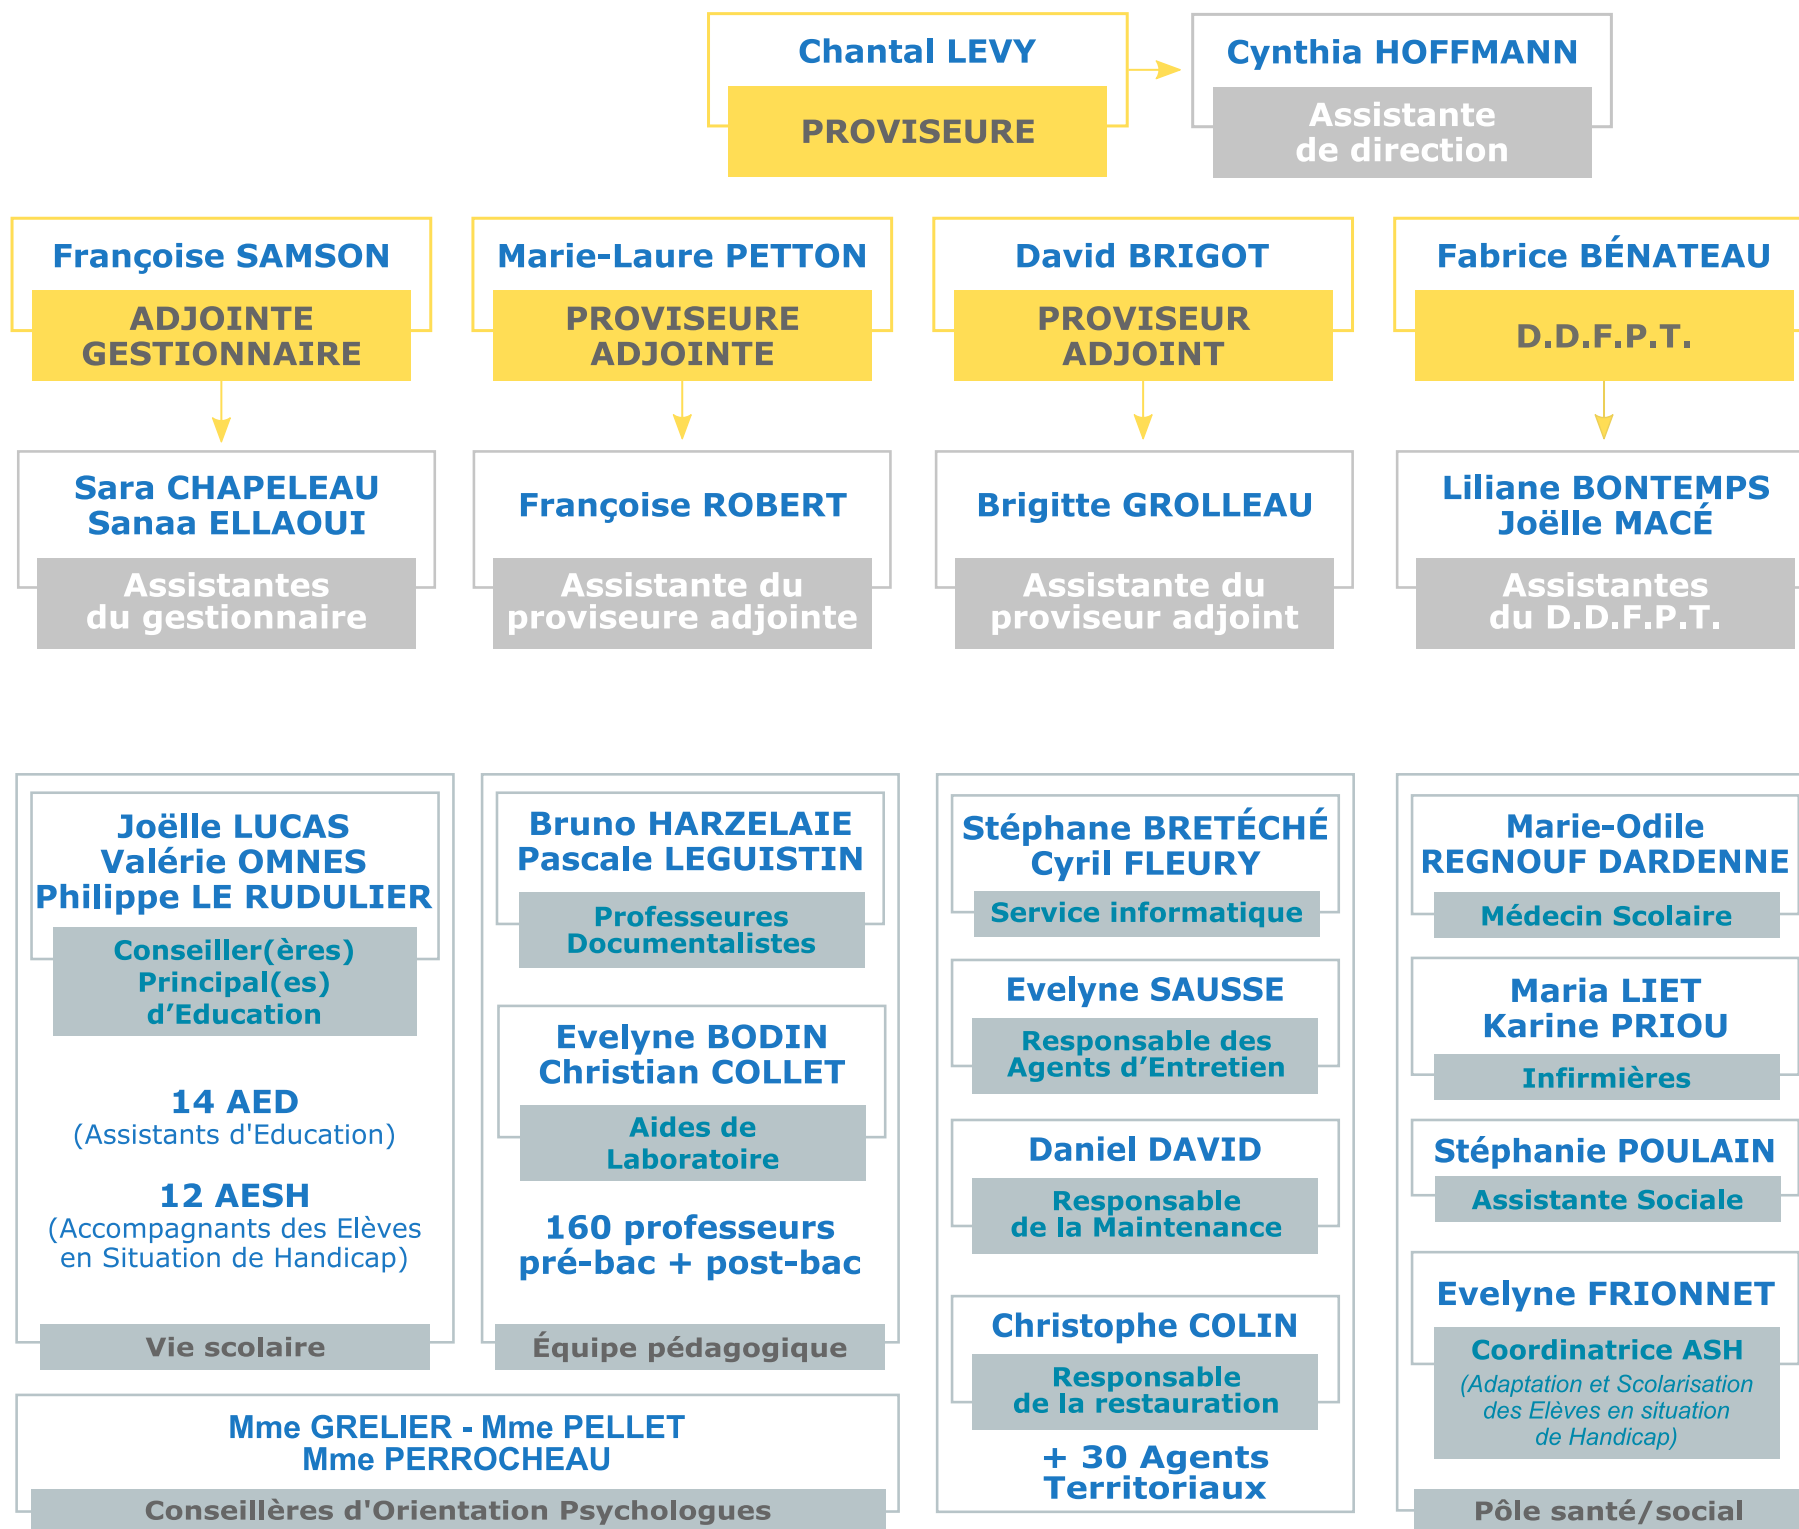 Chantal LEVY
PROVISEURE
Cynthia HOFFMANN
Assistante
de direction
Françoise SAMSON
ADJOINTE
GESTIONNAIRE
Marie-Laure PETTON
PROVISEURE
ADJOINTE
David BRIGOT
PROVISEUR
ADJOINT
Fabrice BÉNATEAU
D.D.F.P.T.
Sara CHAPELEAU
Sanaa ELLAOUI
Assistantes
du gestionnaire
Françoise ROBERT
Assistante du
proviseure adjointe
Brigitte GROLLEAU
Assistante du
proviseur adjoint
Liliane BONTEMPS
Joëlle MACÉ
Assistantes
du D.D.F.P.T.
Joëlle LUCAS
Valérie OMNES
Philippe LE RUDULIER
Conseiller(ères)
Principal(es)
d’Education
14 AED
(Assistants d'Education)
12 AESH
(Accompagnants des Elèves
en Situation de Handicap)
Vie scolaire
Bruno HARZELAIE
Pascale LEGUISTIN
Professeures
Documentalistes
Evelyne BODIN
Christian COLLET
Aides de
Laboratoire
160 professeurs
pré-bac + post-bac
Équipe pédagogique
Mme GRELIER - Mme PELLET
Mme PERROCHEAU
Conseillères d'Orientation Psychologues
Stéphane BRETÉCHÉ
Cyril FLEURY
Service informatique
Evelyne SAUSSE
Responsable des
Agents d’Entretien
Daniel DAVID
Responsable
de la Maintenance
Christophe COLIN
Responsable
de la restauration
+ 30 Agents
Territoriaux
Marie-Odile
REGNOUF DARDENNE
Médecin Scolaire
Maria LIET
Karine PRIOU
Infirmières
Stéphanie POULAIN
Assistante Sociale
Evelyne FRIONNET
Coordinatrice ASH
(Adaptation et Scolarisation
des Elèves en situation
de Handicap)
Pôle santé/social